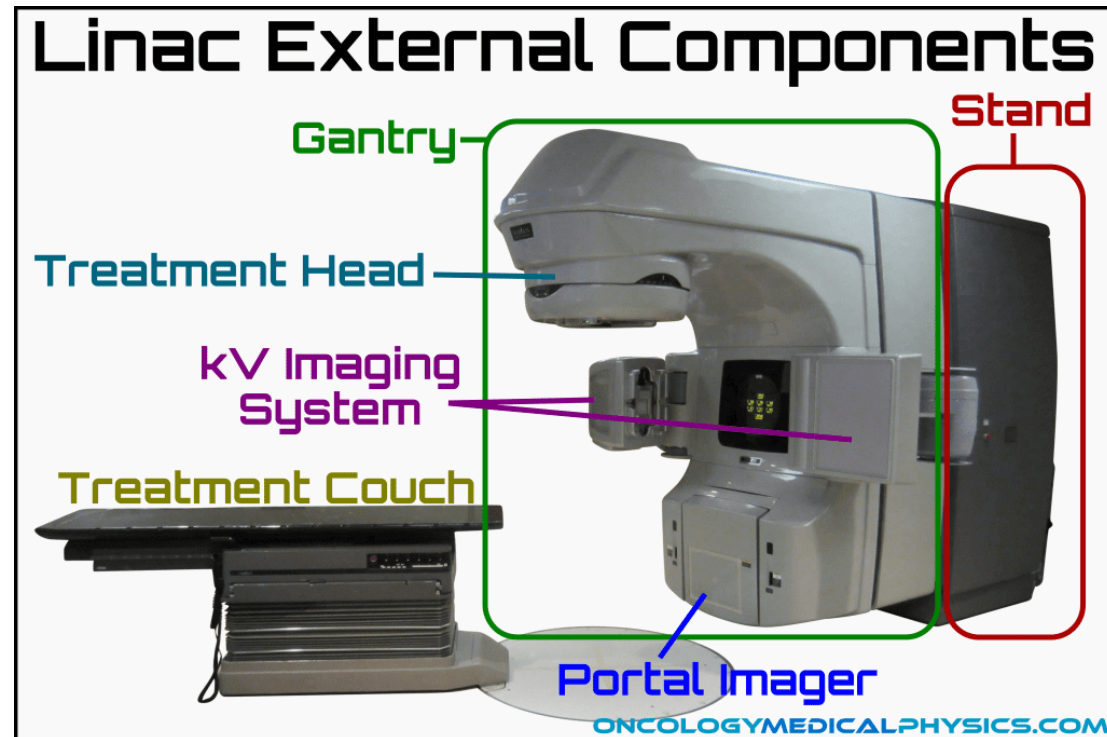 Linac External Components
Stand
Gantry
Treatment Head
kV Imaging
System
Treatment Couch
Portal Imager
ONCOLOGYMEDICALPHYSICS.COM